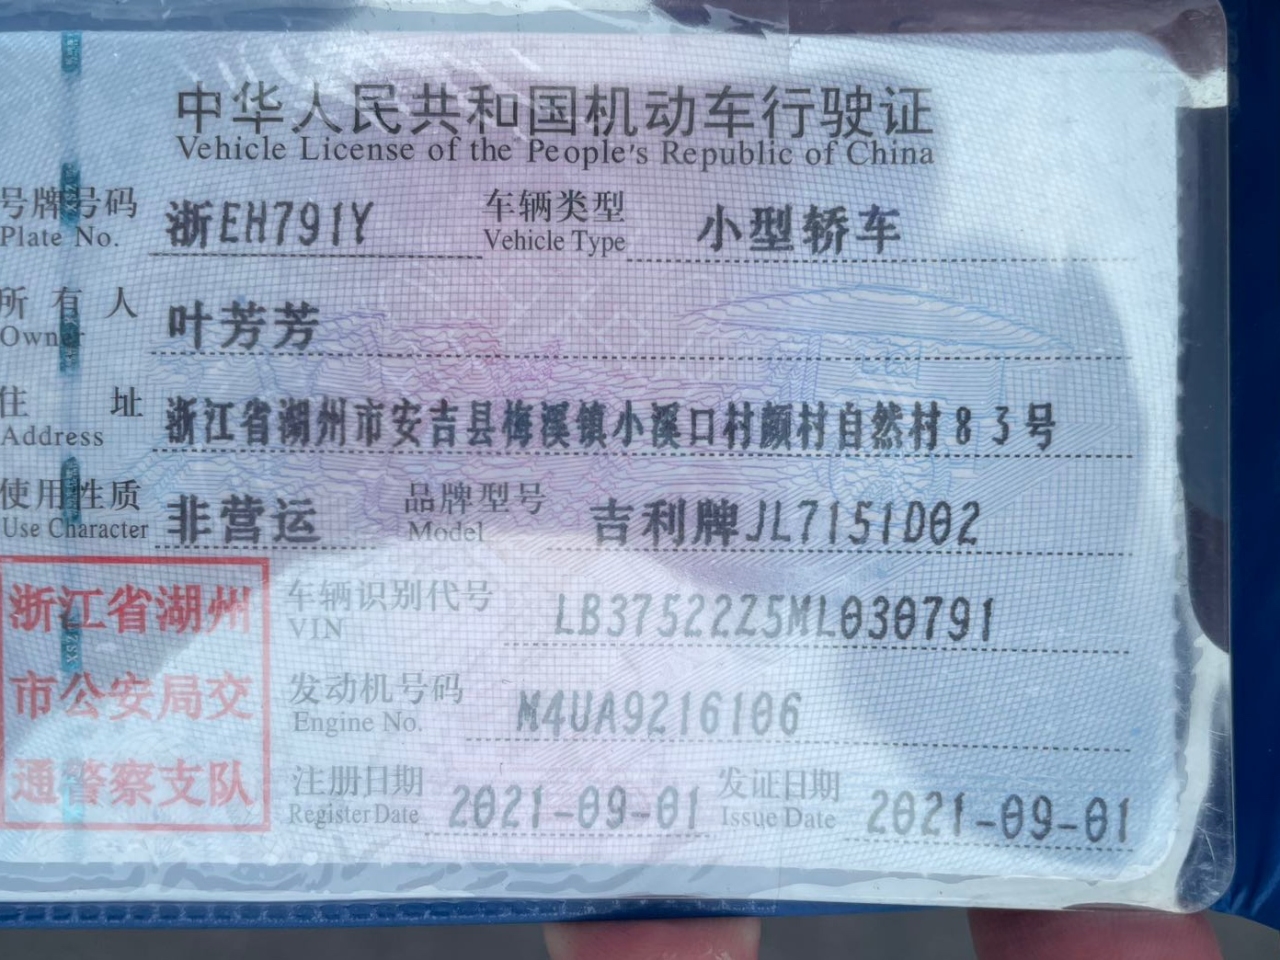 中华人民共和国机动车行驶证
Vehicle License of the People's Republic of China
号牌号码 浙EH791Y 车辆类型 小型轿车
Plate No. Vehicle Type
所有人 叶芳芳
Owner
住址 浙江省湖州市安吉县梅溪镇小溪口村颜村自然村83号
Address
使用性质 非营运 品牌型号 吉利牌JL7151D02
Use Character Model
浙江省湖州
市公安局交
通警察支队
车辆识别代号 LB37522Z5ML030791
VIN
发动机号码 M4UA9216106
Engine No.
注册日期 2021-09-01 发证日期 2021-09-01
Register Date Issue Date